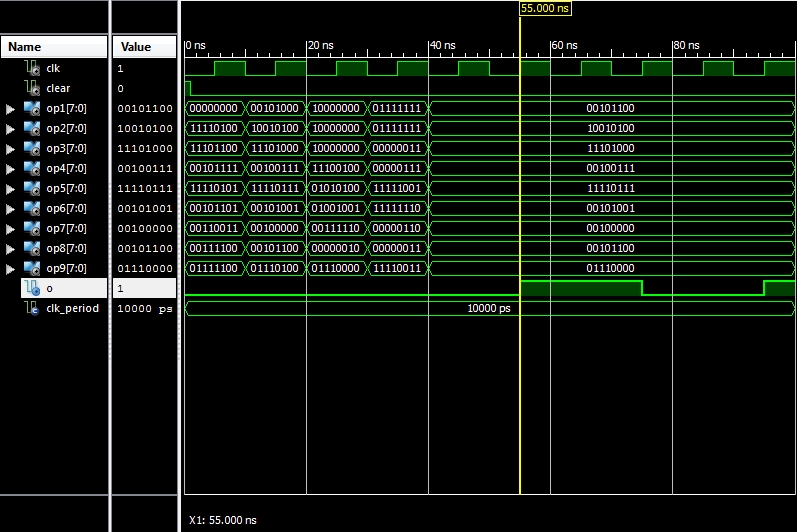 55.000 ns
Name Value 0 ns 20 ns 40 ns 60 ns 80 ns
clk 1
clear 0
op1[7:0] 00101100 00000000 00101000 10000000 01111111 00101100
op2[7:0] 10010100 11110100 10010100 10000000 01111111 10010100
op3[7:0] 11101000 11101100 11101000 10000000 00000011 11101000
op4[7:0] 00100111 00101111 00100111 11100100 00000111 00100111
op5[7:0] 11110111 11110101 11110111 01010100 11111001 11110111
op6[7:0] 00101001 00101101 00101001 01001001 11111110 00101001
op7[7:0] 00100000 00110011 00100000 00111110 00000110 00100000
op8[7:0] 00101100 00111100 00101100 00000010 00000011 00101100
op9[7:0] 01110000 01111100 01110100 01110000 11110011 01110000
o 1
clk_period 10000 ps 10000 ps
X1: 55.000 ns